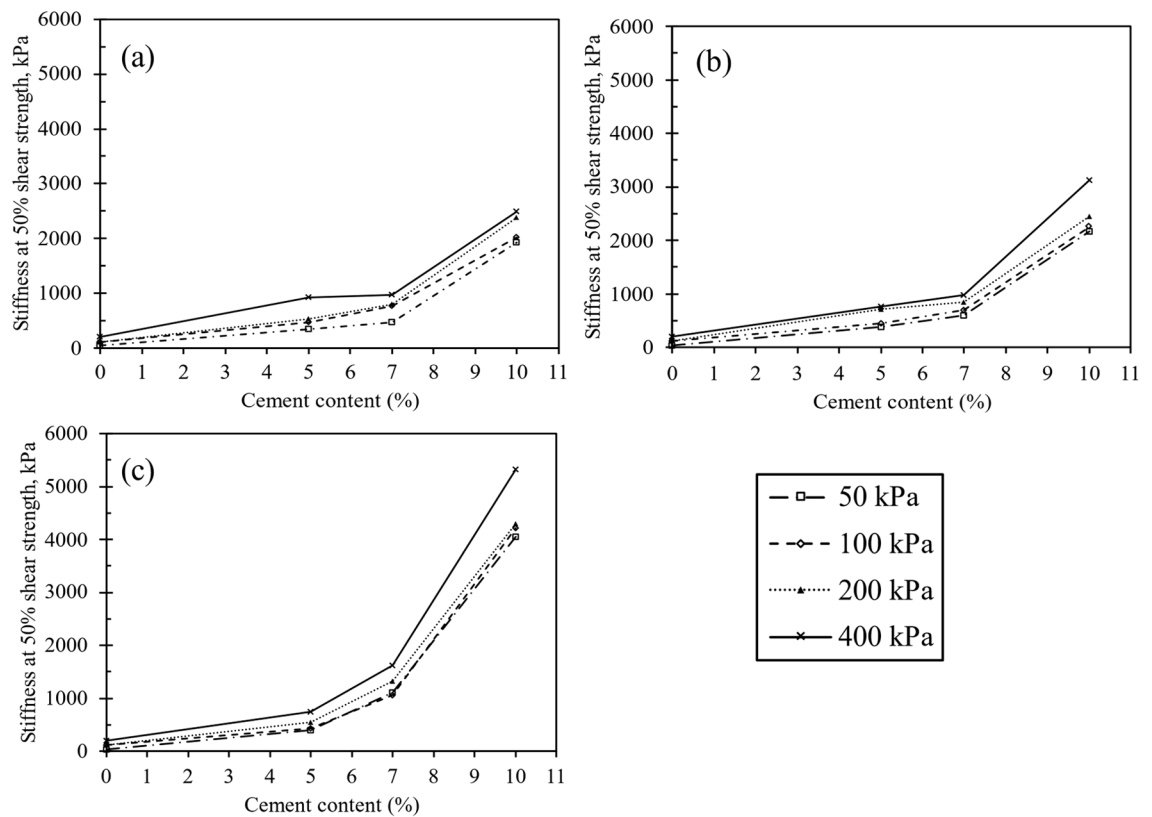 (a)
Stiffness at 50% shear strength, kPa
6000
5000
4000
3000
2000
1000
0
0 1 2 3 4 5 6 7 8 9 10 11
Cement content (%)
(b)
Stiffness at 50% shear strength, kPa
6000
5000
4000
3000
2000
1000
0
0 1 2 3 4 5 6 7 8 9 10 11
Cement content (%)
(c)
Stiffness at 50% shear strength, kPa
6000
5000
4000
3000
2000
1000
0
0 1 2 3 4 5 6 7 8 9 10 11
Cement content (%)
50 kPa
100 kPa
200 kPa
400 kPa